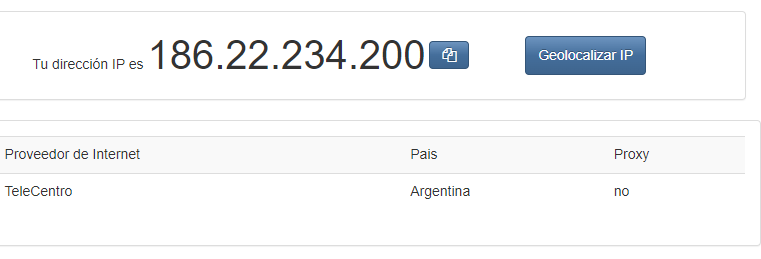 Tu dirección IP es 186.22.234.200
Geolocalizar IP
Proveedor de Internet Pais Proxy
TeleCentro Argentina no